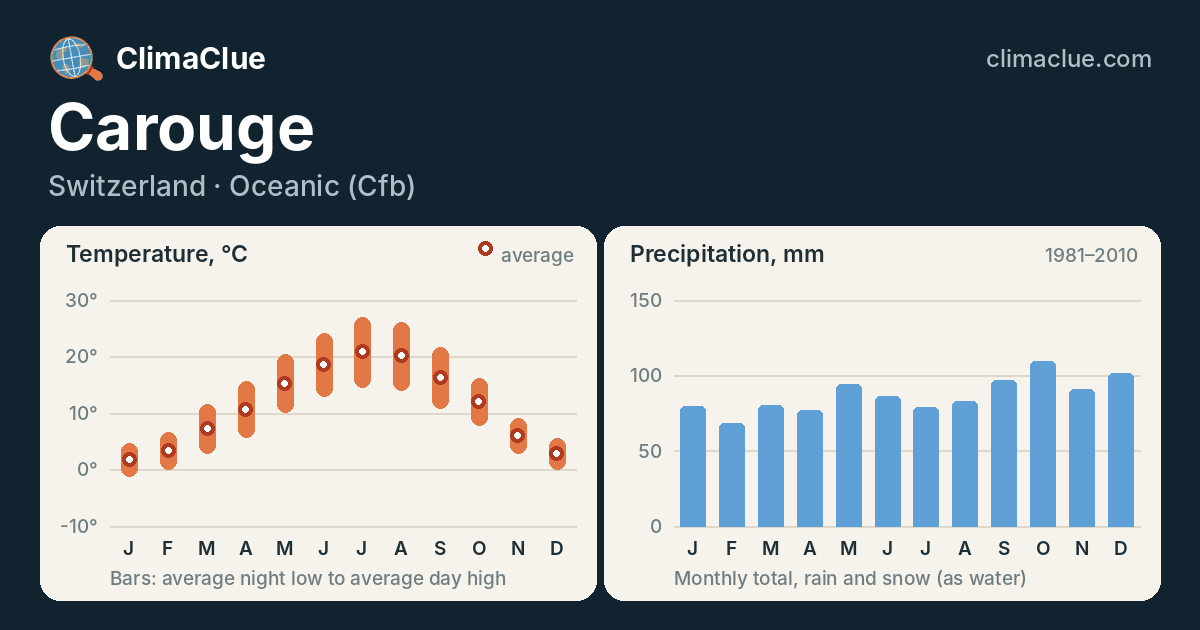 ClimaClue
climaclue.com
Carouge
Switzerland · Oceanic (Cfb)
Temperature, °C
average
30°
20°
10°
0°
-10°
J F M A M J J A S O N D
Bars: average night low to average day high
Precipitation, mm
1981–2010
150
100
50
0
J F M A M J J A S O N D
Monthly total, rain and snow (as water)